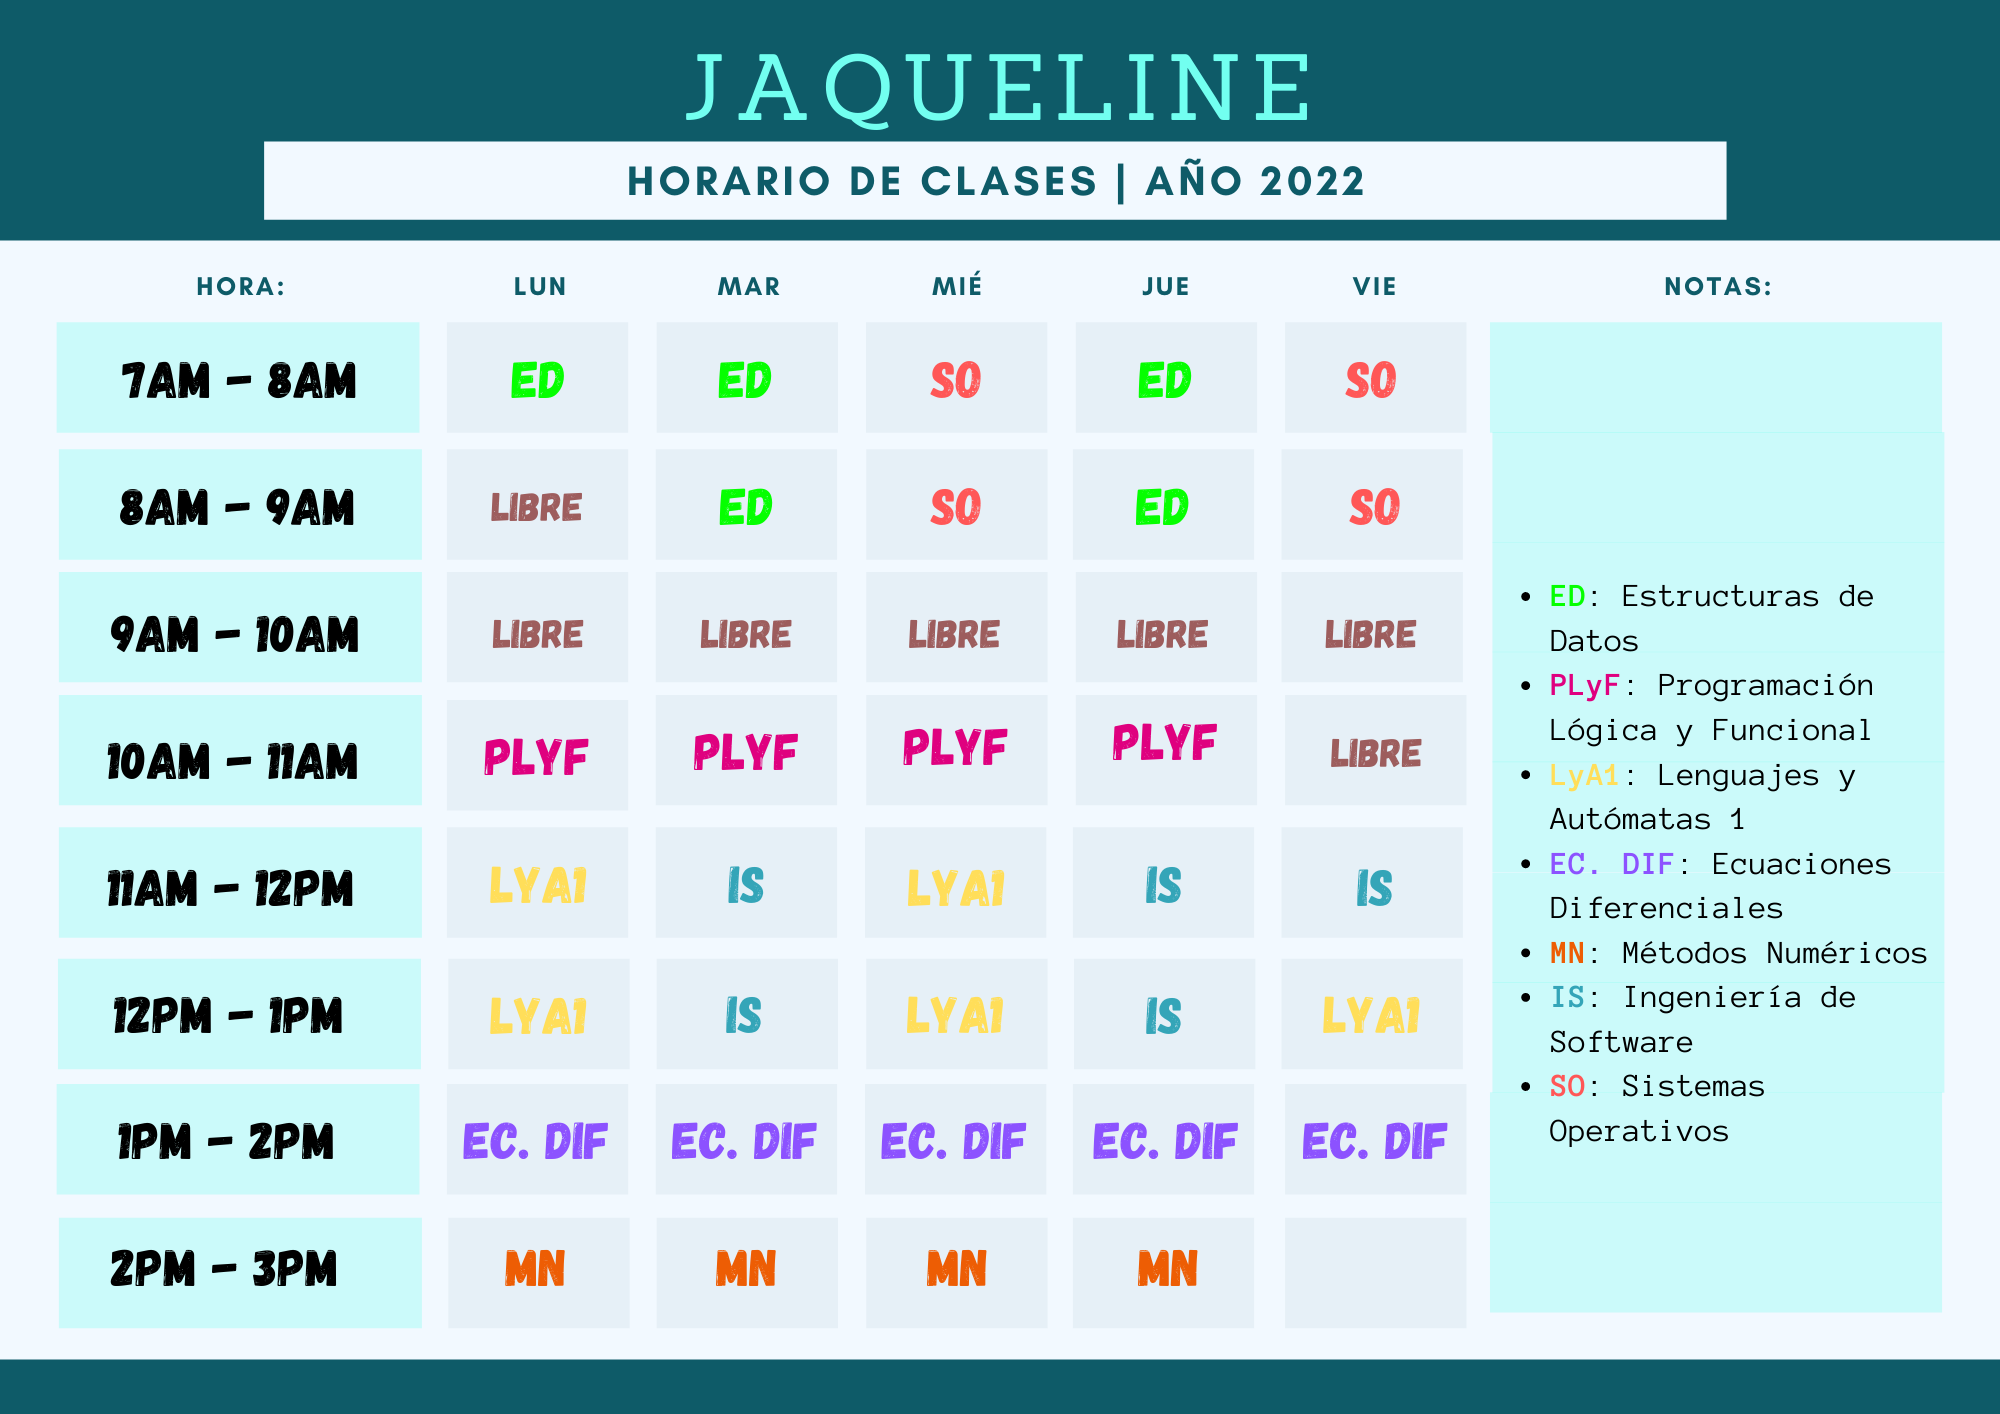 JAQUELINE
HORARIO DE CLASES | AÑO 2022
HORA: LUN MAR MIÉ JUE VIE NOTAS:
7AM - 8AM ED ED SO ED SO
8AM - 9AM LIBRE ED SO ED SO
9AM - 10AM LIBRE LIBRE LIBRE LIBRE LIBRE
10AM - 11AM PLYF PLYF PLYF PLYF LIBRE
11AM - 12PM LYA1 IS LYA1 IS IS
12PM - 1PM LYA1 IS LYA1 IS LYA1
1PM - 2PM EC. DIF EC. DIF EC. DIF EC. DIF EC. DIF
2PM - 3PM MN MN MN MN
• ED: Estructuras de
Datos
• PLyF: Programación
Lógica y Funcional
• LyA1: Lenguajes y
Autómatas 1
• EC. DIF: Ecuaciones
Diferenciales
• MN: Métodos Numéricos
• IS: Ingeniería de
Software
• SO: Sistemas
Operativos